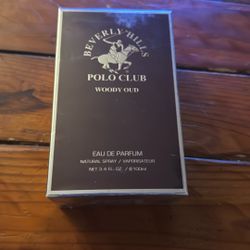 BEVERLY HILLS
POLO CLUB
WOODY OUD
EAU DE PARFUM
NATURAL SPRAY / VAPORISATEUR
NET 3.4 FL. OZ. / ℮100ml